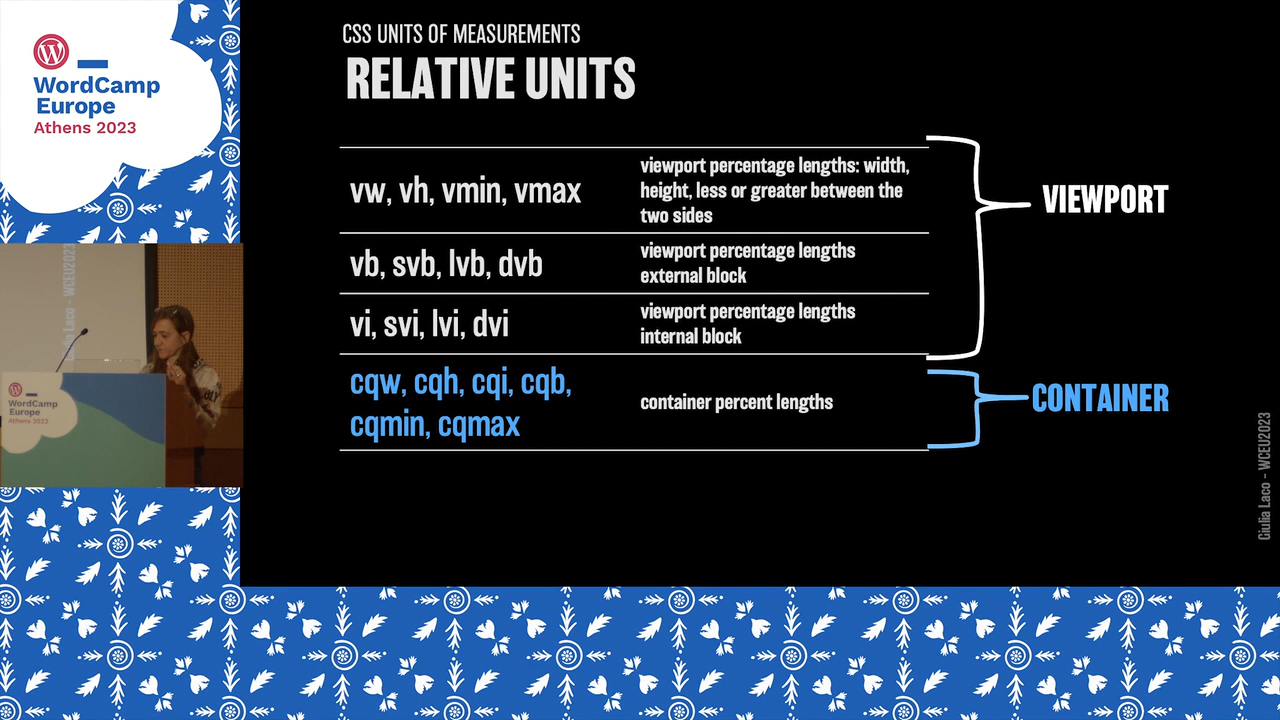 WordCamp
Europe
Athens 2023
CSS UNITS OF MEASUREMENTS
RELATIVE UNITS
vw, vh, vmin, vmax
viewport percentage lengths: width,
height, less or greater between the
two sides
vb, svb, lvb, dvb
viewport percentage lengths
external block
vi, svi, lvi, dvi
viewport percentage lengths
internal block
VIEWPORT
cqw, cqh, cqi, cqb,
cqmin, cqmax
container percent lengths
CONTAINER
Giulia Laco - WCEU2023
Giulia Laco - WCEU2023
WordCamp
Europe
Athens 2023